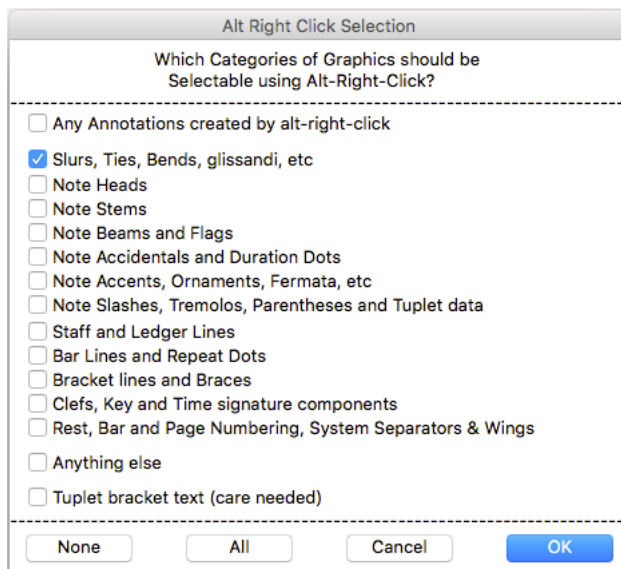 Alt Right Click Selection
Which Categories of Graphics should be
Selectable using Alt-Right-Click?
Any Annotations created by alt-right-click
Slurs, Ties, Bends, glissandi, etc
Note Heads
Note Stems
Note Beams and Flags
Note Accidentals and Duration Dots
Note Accents, Ornaments, Fermata, etc
Note Slashes, Tremolos, Parentheses and Tuplet data
Staff and Ledger Lines
Bar Lines and Repeat Dots
Bracket lines and Braces
Clefs, Key and Time signature components
Rest, Bar and Page Numbering, System Separators & Wings
Anything else
Tuplet bracket text (care needed)
None All Cancel OK